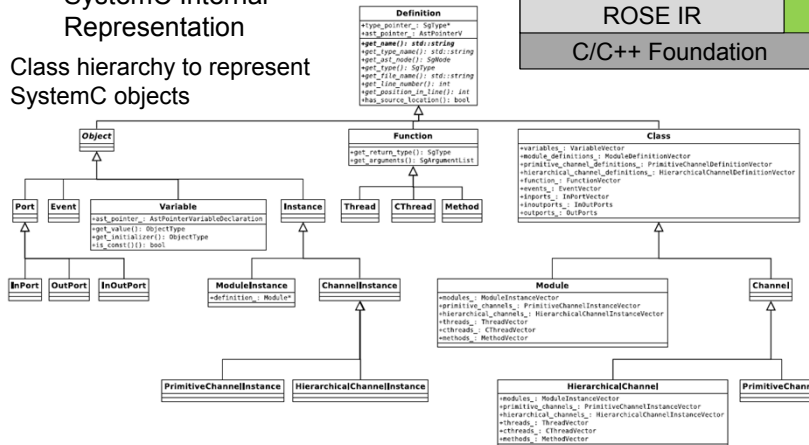 SystemC Internal
Representation
Class hierarchy to represent
SystemC objects
ROSE IR
C/C++ Foundation
Definition
+type_pointer_: SgType*
+ast_pointer_: AstPointerV
+get_name(): std::string
+get_type_name(): std::string
+get_ast_node(): SgNode
+get_type(): SgType
+get_file_name(): std::string
+get_line_number(): int
+get_position_in_line(): int
+has_source_location(): bool
Object
Function
+get_return_type(): SgType
+get_arguments(): SgArgumentList
Class
+variables_: VariableVector
+module_definitions_: ModuleDefinitionVector
+primitive_channel_definitions_: PrimitiveChannelDefinitionVector
+hierarchical_channel_definitions_: HierarchicalChannelDefinitionVector
+function_: FunctionVector
+events_: EventVector
+inports_: InPortVector
+inoutports_: InOutPorts
+outports_: OutPorts
Port
Event
Variable
+ast_pointer_: AstPointerVariableDeclaration
+get_value(): ObjectType
+get_initializer(): ObjectType
+is_const()(): bool
Instance
Thread
CThread
Method
InPort
OutPort
InOutPort
ModuleInstance
+definition_: Module*
ChannelInstance
Module
+modules_: ModuleInstanceVector
+primitive_channels_: PrimitiveChannelInstanceVector
+hierarchical_channels_: HierarchicalChannelInstanceVector
+threads_: ThreadVector
+cthreads_: CThreadVector
+methods_: MethodVector
Channel
PrimitiveChannelInstance
HierarchicalChannelInstance
HierarchicalChannel
+modules_: ModuleInstanceVector
+primitive_channels_: PrimitiveChannelInstanceVector
+hierarchical_channels_: HierarchicalChannelInstanceVector
+threads_: ThreadVector
+cthreads_: CThreadVector
+methods_: MethodVector
PrimitiveChann